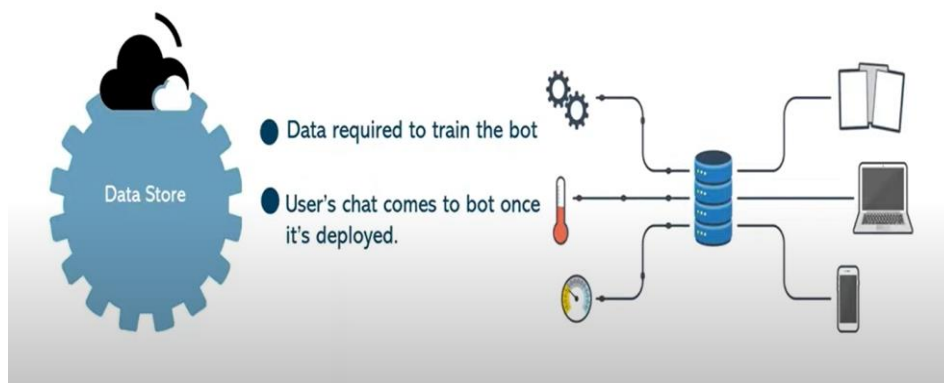 Data Store
Data required to train the bot
User's chat comes to bot once
it's deployed.